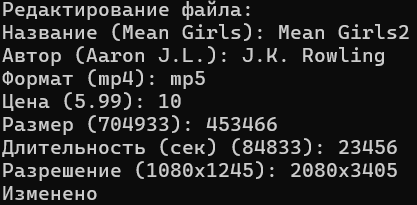 Редактирование файла:
Название (Mean Girls): Mean Girls2
Автор (Aaron J.L.): J.K. Rowling
Формат (mp4): mp5
Цена (5.99): 10
Размер (704933): 453466
Длительность (сек) (84833): 23456
Разрешение (1080x1245): 2080x3405
Изменено